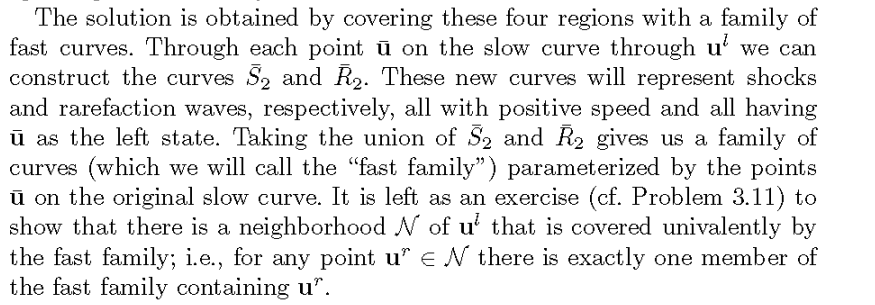 The solution is obtained by covering these four regions with a family of
fast curves. Through each point ū on the slow curve through uˡ we can
construct the curves S̄₂ and R̄₂. These new curves will represent shocks
and rarefaction waves, respectively, all with positive speed and all having
ū as the left state. Taking the union of S̄₂ and R̄₂ gives us a family of
curves (which we will call the “fast family”) parameterized by the points
ū on the original slow curve. It is left as an exercise (cf. Problem 3.11) to
show that there is a neighborhood 𝒩 of uˡ that is covered univalently by
the fast family; i.e., for any point uʳ ∈ 𝒩 there is exactly one member of
the fast family containing uʳ.